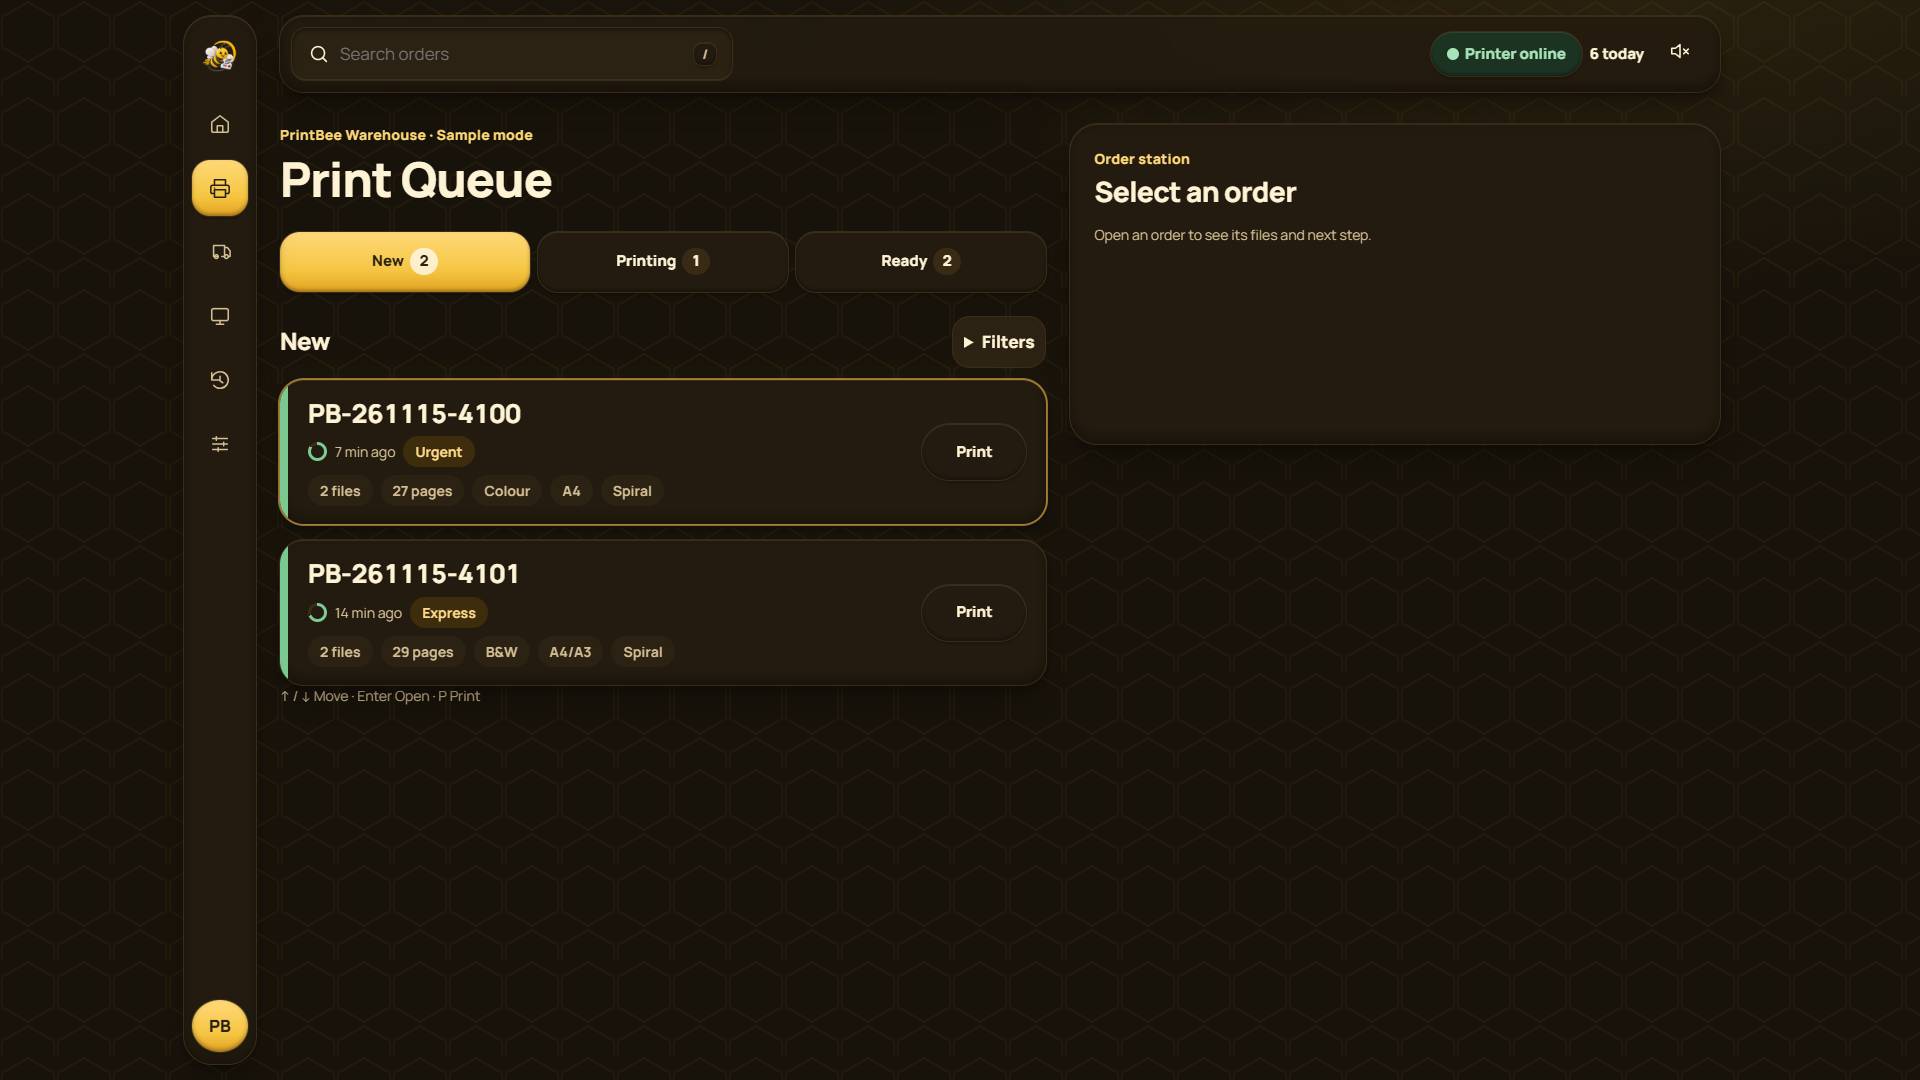 Search orders
/
Printer online
6 today
PrintBee Warehouse · Sample mode
Print Queue
New 2
Printing 1
Ready 2
New
Filters
PB-261115-4100
7 min ago
Urgent
2 files
27 pages
Colour
A4
Spiral
Print
PB-261115-4101
14 min ago
Express
2 files
29 pages
B&W
A4/A3
Spiral
Print
↑ / ↓ Move · Enter Open · P Print
Order station
Select an order
Open an order to see its files and next step.
PB